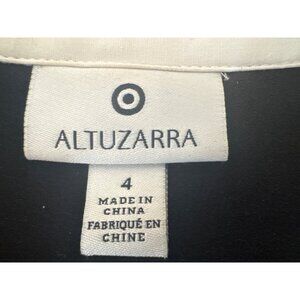 ALTUZARRA
4
MADE IN
CHINA
FABRIQUÉ EN
CHINE